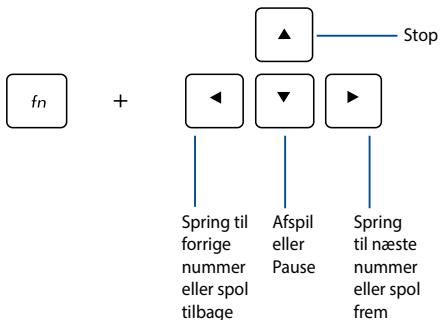 Stop
fn
+
Spring til
forrige
nummer
eller spol
tilbage
Afspil
eller
Pause
Spring
til næste
nummer
eller spol
frem